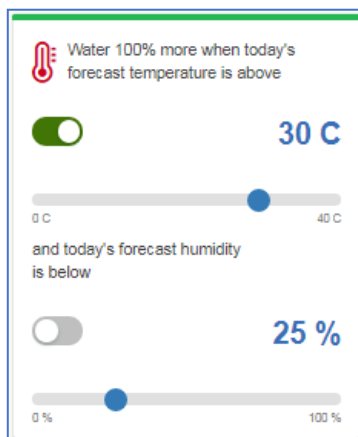 Water 100% more when today's
forecast temperature is above
30 C
0 C
40 C
and today's forecast humidity
is below
25 %
0 %
100 %